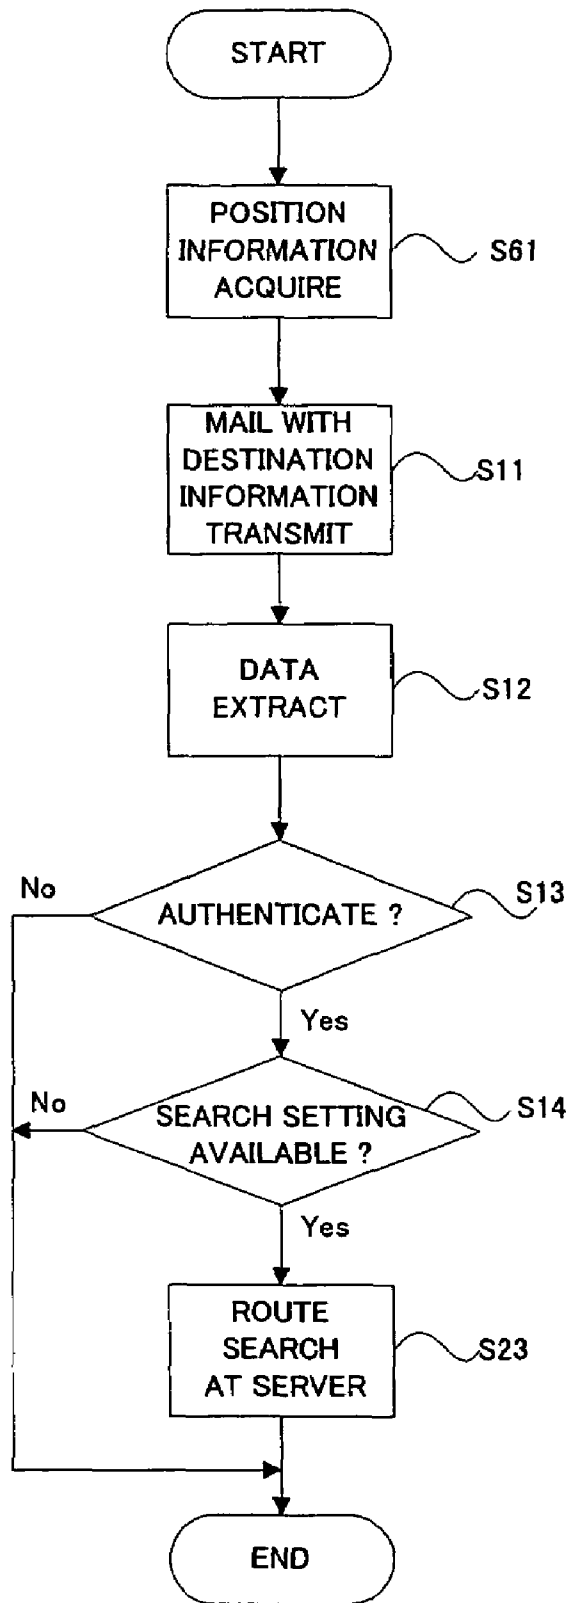 START
POSITION
INFORMATION
ACQUIRE
S61
MAIL WITH
DESTINATION
INFORMATION
TRANSMIT
S11
DATA
EXTRACT
S12
No
AUTHENTICATE ?
S13
Yes
No
SEARCH SETTING
AVAILABLE ?
S14
Yes
ROUTE
SEARCH
AT SERVER
S23
END